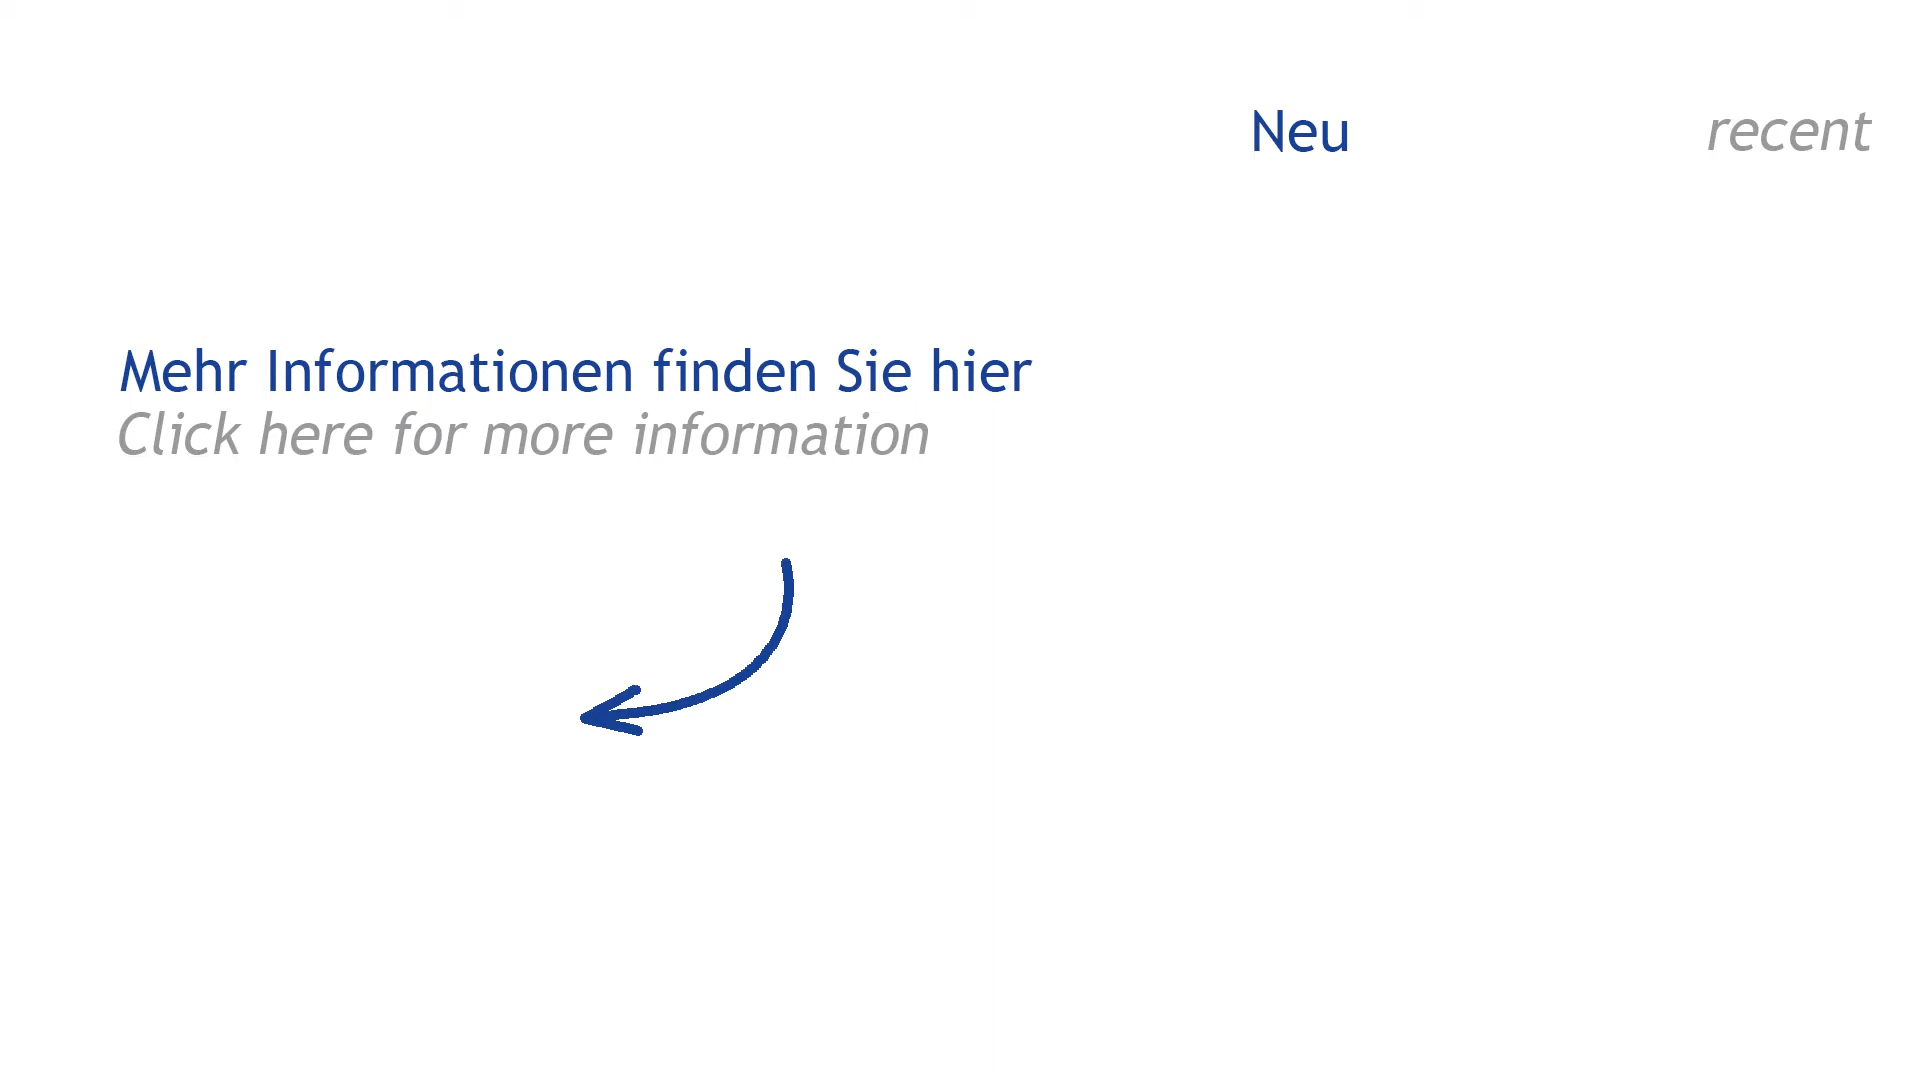 Neu recent
Mehr Informationen finden Sie hier
Click here for more information